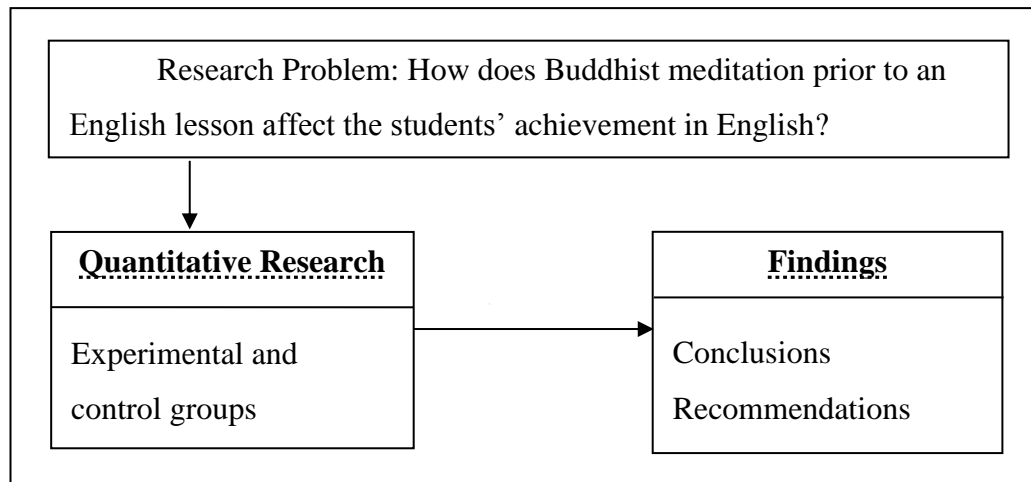 Research Problem: How does Buddhist meditation prior to an
English lesson affect the students’ achievement in English?
Quantitative Research
Experimental and
control groups
Findings
Conclusions
Recommendations